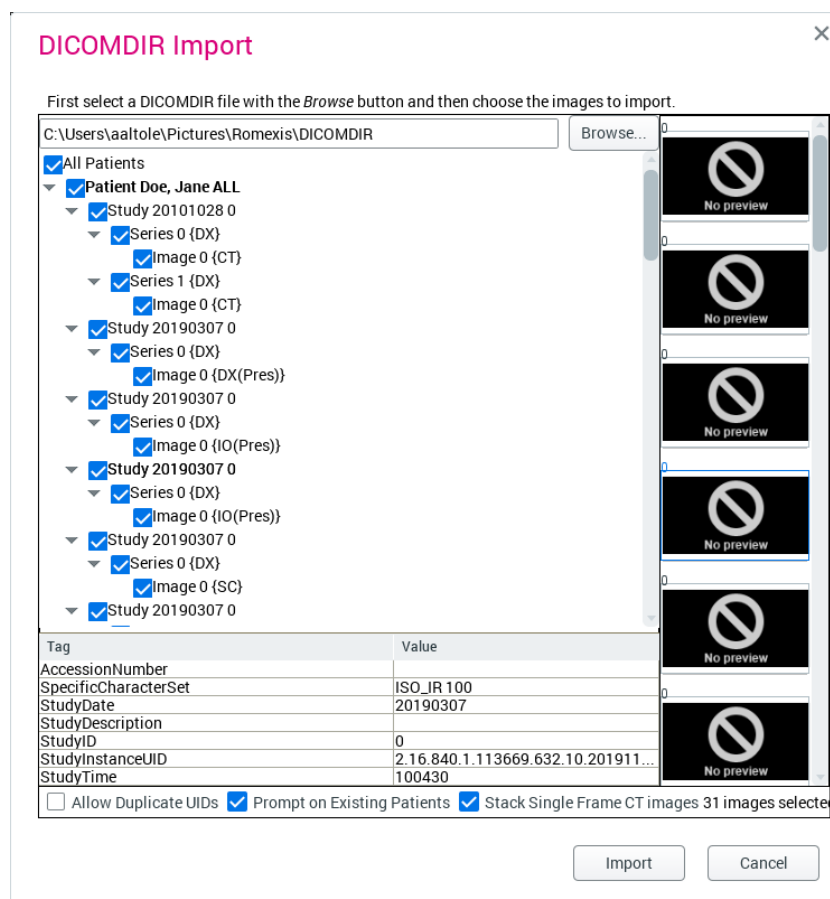 DICOMDIR Import
First select a DICOMDIR file with the Browse button and then choose the images to import.
C:\Users\aaltole\Pictures\Romexis\DICOMDIR
Browse...
All Patients
Patient Doe, Jane ALL
Study 20101028 0
Series 0 {DX}
Image 0 {CT}
Series 1 {DX}
Image 0 {CT}
Study 20190307 0
Series 0 {DX}
Image 0 {DX(Pres)}
Study 20190307 0
Series 0 {DX}
Image 0 {IO(Pres)}
Study 20190307 0
Series 0 {DX}
Image 0 {IO(Pres)}
Study 20190307 0
Series 0 {DX}
Image 0 {SC}
Study 20190307 0
0
No preview
0
No preview
0
No preview
0
No preview
0
No preview
0
No preview
Tag Value
AccessionNumber
SpecificCharacterSet ISO_IR 100
StudyDate 20190307
StudyDescription
StudyID 0
StudyInstanceUID 2.16.840.1.113669.632.10.201911...
StudyTime 100430
Allow Duplicate UIDs Prompt on Existing Patients Stack Single Frame CT images 31 images selected
Import Cancel